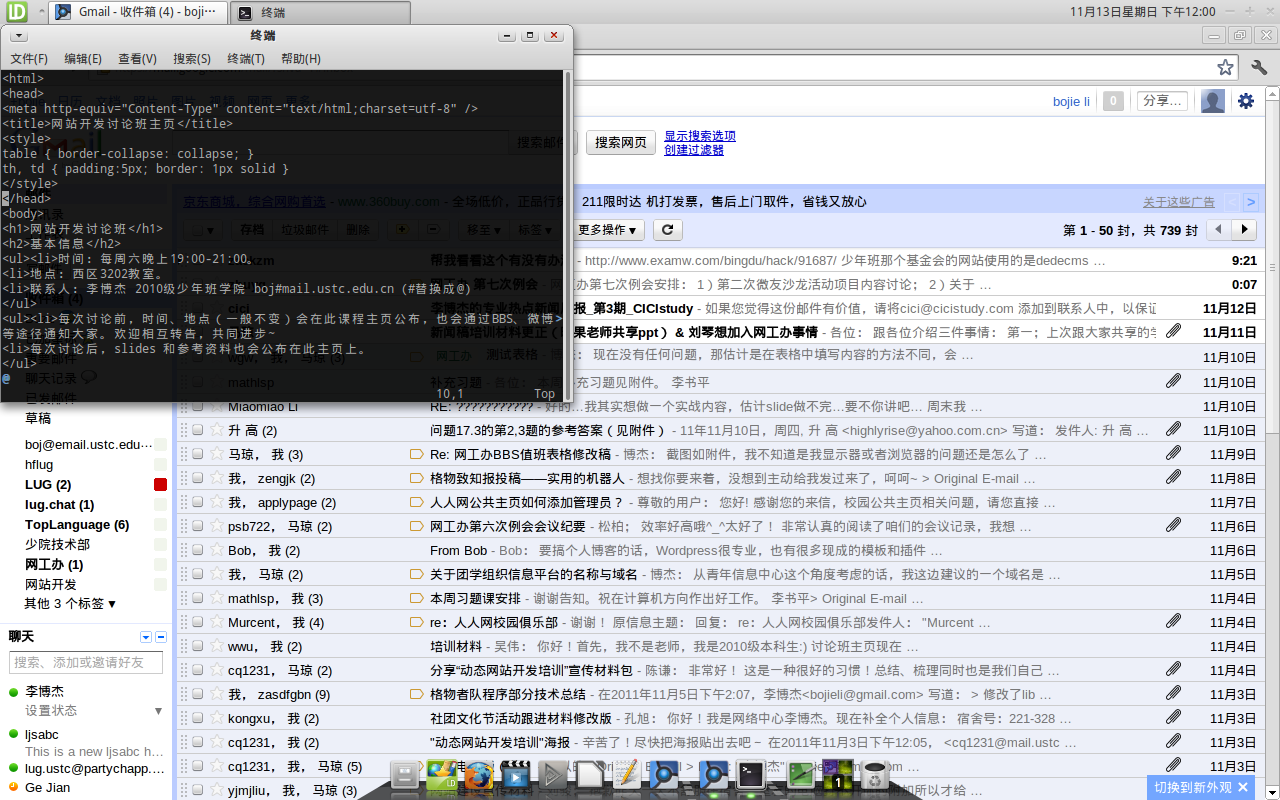 Gmail - 收件箱 (4) - boji…
终端
11月13日星期日 下午12:00
终端
文件(F) 编辑(E) 查看(V) 搜索(S) 终端(T) 帮助(H)
<html>
<head>
<meta http-equiv="Content-Type" content="text/html;charset=utf-8" />
<title>网站开发讨论班主页</title>
<style>
table { border-collapse: collapse; }
th, td { padding:5px; border: 1px solid }
</style>
</head>
<body>
<h1>网站开发讨论班</h1>
<h2>基本信息</h2>
<ul><li>时间: 每周六晚上19:00-21:00。
<li>地点: 西区3202教室。
<li>联系人: 李博杰 2010级少年班学院 boj#mail.ustc.edu.cn (#替换成@)
</ul>
<ul><li>每次讨论前，时间、地点（一般不变）会在此课程主页公布，也会通过BBS、微博>
等途径通知大家。欢迎相互转告，共同进步~
<li>每次讨论后，slides 和参考资料也会公布在此主页上。
</ul>
@
10,1 Top
bojie li 0 分享…
搜索网页 显示搜索选项
创建过滤器
211限时达 机打发票，售后上门取件，省钱又放心 关于这些广告 < >
更多操作 ▾ 第 1 - 50 封，共 739 封
- http://www.examw.com/bingdu/hack/91687/ 少年班那个基金会的网站使用的是dedecms … 9:21
网工办会议安排： 1）第二次微友沙龙活动项目内容讨论； 2）关于 … 0:07
报_第3期_CICIstudy - 如果您觉得这份邮件有价值，请将cici@cicistudy.com 添加到联系人中，以保证 11月12日
果老师共享ppt）& 刘琴想加入网工办事情 - 各位： 跟各位介绍三件事情: 第一；上次跟大家共享的学 11月11日
现在没有任何问题，那估计是在表格中填写内容的方法不同，会 … 11月10日
mathlsp 补充习题 - 各位： 本周补充习题见附件。 李书平 11月10日
Miaomiao Li RE: ??????????? - 好的…我其实想做一个实战内容，估计slide做不完…要不你讲吧… 周末我 … 11月10日
升 高 (2) 问题17.3的第2,3题的参考答案（见附件） - 11年11月10日，周四, 升 高 <highlyrise@yahoo.com.cn> 写道： 发件人: 升 高 … 11月10日
马琼， 我 (3) Re: 网工办BBS值班表格修改稿 - 博杰： 截图如附件，我不知道是我显示器或者浏览器的问题还是怎么了 … 11月9日
我， zengjk (2) 格物致知报投稿——实用的机器人 - 想找你要来着，没想到主动给我发过来了，呵呵~ > Original E-mail … 11月8日
我， applypage (2) 人人网公共主页如何添加管理员？ - 尊敬的用户： 您好! 感谢您的来信，校园公共主页相关问题，请您直接 … 11月7日
psb722， 马琼 (2) 网工办第六次例会会议纪要 - 松柏； 效率好高哦^_^太好了！ 非常认真的阅读了咱们的会议记录，我想 … 11月6日
Bob， 我 (2) From Bob - Bob： 要搞个人博客的话，Wordpress很专业，也有很多现成的模板和插件 … 11月6日
我， 马琼 (2) 关于团学组织信息平台的名称与域名 - 博杰： 从青年信息中心这个角度考虑的话，我这边建议的一个域名是 … 11月5日
mathlsp， 我 (3) 本周习题课安排 - 谢谢告知。祝在计算机方向作出好工作。 李书平> Original E-mail … 11月4日
Murcent， 我 (4) re：人人网校园俱乐部 - 谢谢！ 原信息主题： 回复： re：人人网校园俱乐部发件人： "Murcent … 11月4日
wwu， 我 (2) 培训材料 - 吴伟： 你好！首先，我不是老师，我是2010级本科生:) 讨论班主页现在 … 11月4日
cq1231， 马琼 (2) 分享“动态网站开发培训”宣传材料包 - 陈谦： 非常好！ 这是一种很好的习惯！总结、梳理同时也是我们自己 … 11月4日
我， zasdfgbn (9) 格物者队程序部分技术总结 - 在2011年11月5日下午2:07，李博杰<bojieli@gmail.com> 写道： > 修改了lib … 11月3日
kongxu， 我 (2) 社团文化节活动跟进材料修改版 - 孔旭： 你好！我是网络中心李博杰。现在补全个人信息： 宿舍号：221-328 … 11月3日
cq1231， 我 (2) "动态网站开发培训"海报 - 辛苦了！尽快把海报贴出去吧－ 在2011年11月3日下午12:05， <cq1231@mail.ustc … 11月3日
cq1231， 我， 马琼 (5) 11月3日
yjmjliu， 我， 马琼 (3) 11月3日
聊天记录
已发邮件
草稿
boj@email.ustc.edu…
hflug
LUG (2)
lug.chat (1)
TopLanguage (6)
少院技术部
网工办 (1)
网站开发
其他 3 个标签 ▾
聊天
搜索、添加或邀请好友
李博杰
设置状态
ljsabc
This is a new ljsabc h…
lug.ustc@partychapp.…
Ge Jian
切换到新外观 ✕